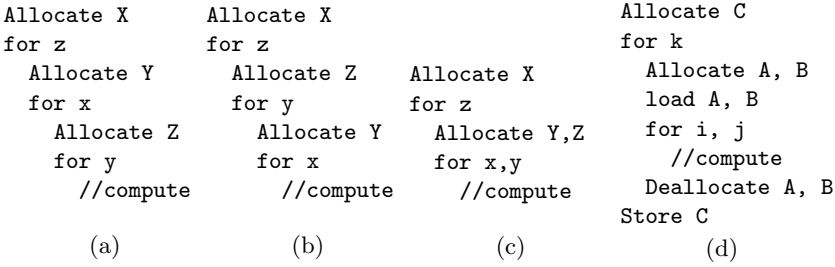 Allocate X
for z
Allocate Y
for x
Allocate Z
for y
//compute
(a)
Allocate X
for z
Allocate Z
for y
Allocate Y
for x
//compute
(b)
Allocate X
for z
Allocate Y,Z
for x,y
//compute
(c)
Allocate C
for k
Allocate A, B
load A, B
for i, j
//compute
Deallocate A, B
Store C
(d)